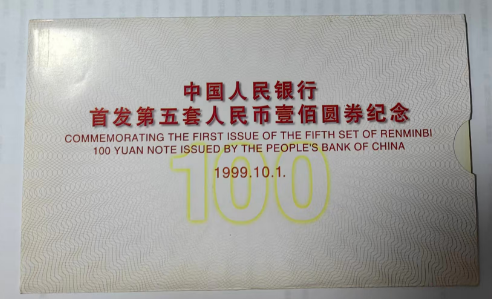 中国人民银行
首发第五套人民币壹佰圆券纪念
COMMEMORATING THE FIRST ISSUE OF THE FIFTH SET OF RENMINBI
100 YUAN NOTE ISSUED BY THE PEOPLE'S BANK OF CHINA
1999.10.1.
100